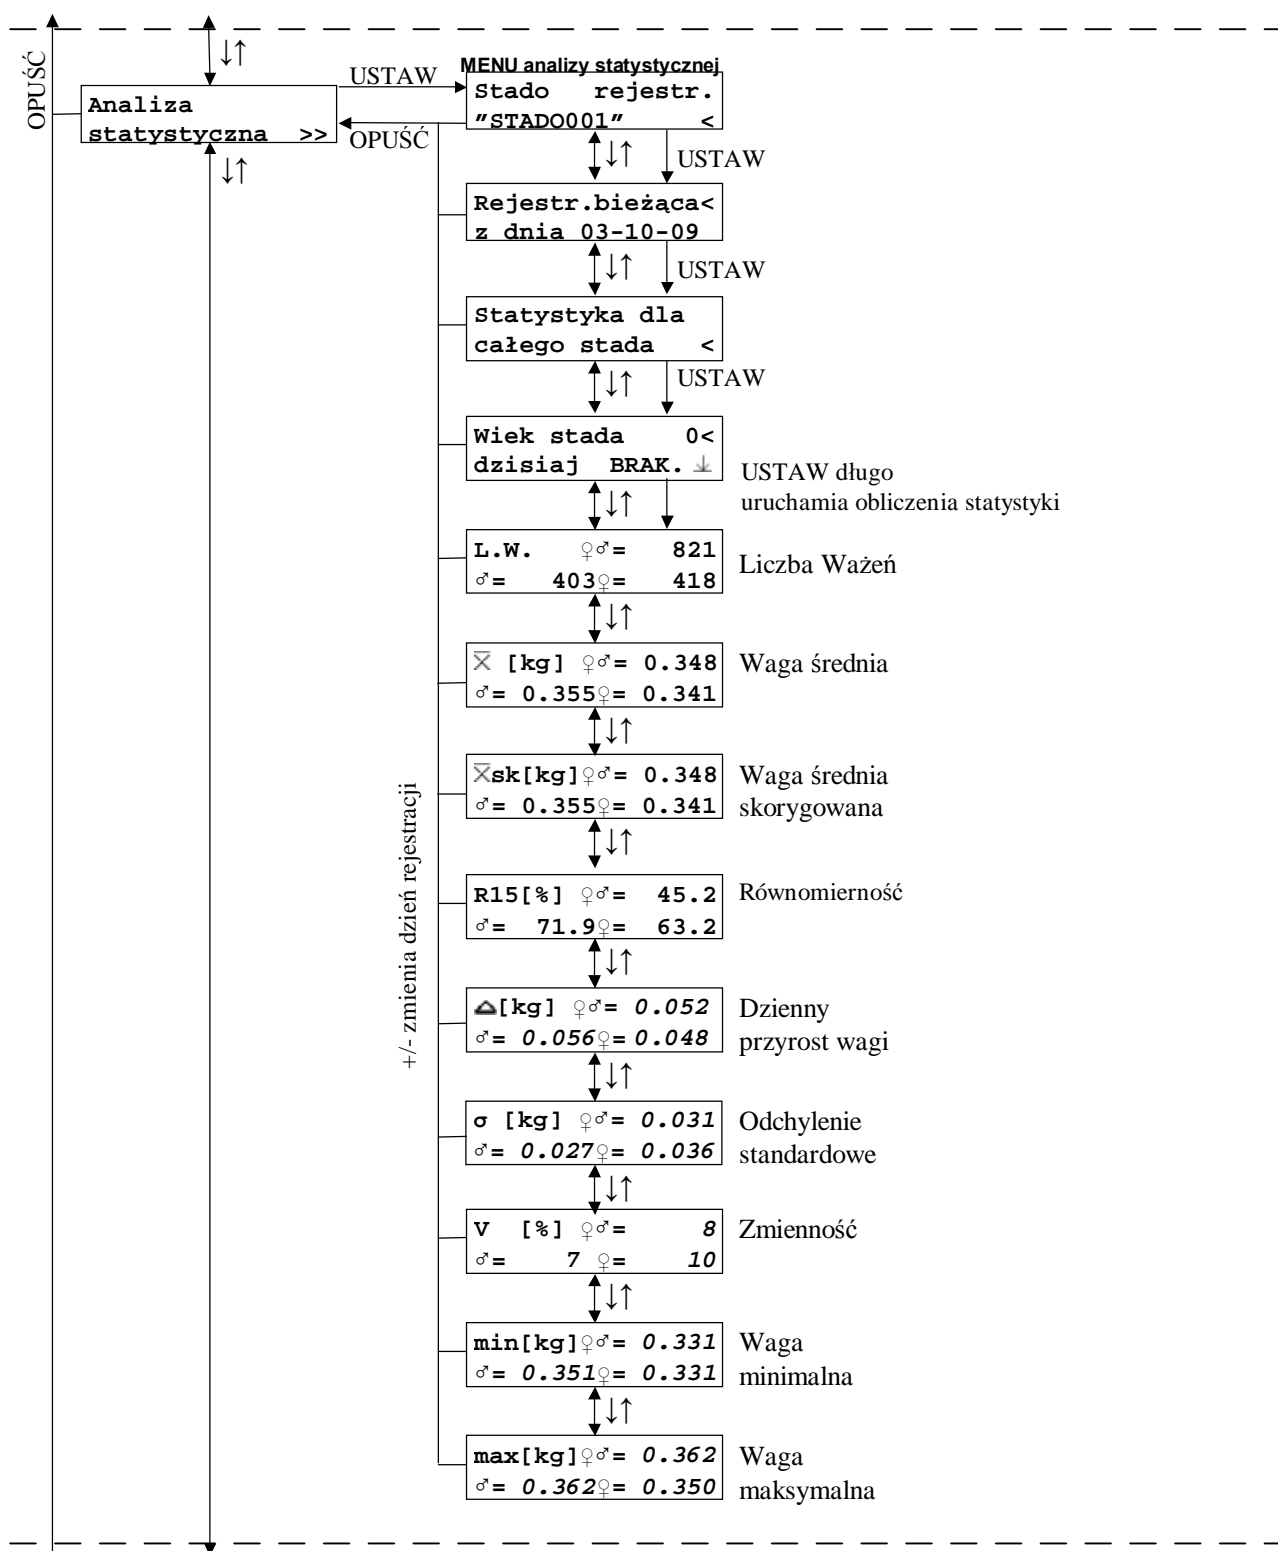 OPUŚĆ
↓↑
Analiza
statystyczna >>
↓↑
USTAW
OPUŚĆ
MENU analizy statystycznej
Stado rejestr.
"STADO001" <
↓↑ USTAW
Rejestr.bieżąca<
z dnia 03-10-09
↓↑ USTAW
Statystyka dla
całego stada <
↓↑ USTAW
Wiek stada 0<
dzisiaj BRAK. ↓
USTAW długo
uruchamia obliczenia statystyki
↓↑
L.W. ♀♂= 821
♂= 403♀= 418
Liczba Ważeń
↓↑
X̅ [kg] ♀♂= 0.348
♂= 0.355♀= 0.341
Waga średnia
↓↑
X̅sk[kg]♀♂= 0.348
♂= 0.355♀= 0.341
Waga średnia
skorygowana
↓↑
+/- zmienia dzień rejestracji
R15[%] ♀♂= 45.2
♂= 71.9♀= 63.2
Równomierność
↓↑
△[kg] ♀♂= 0.052
♂= 0.056♀= 0.048
Dzienny
przyrost wagi
↓↑
σ [kg] ♀♂= 0.031
♂= 0.027♀= 0.036
Odchylenie
standardowe
↓↑
V [%] ♀♂= 8
♂= 7 ♀= 10
Zmienność
↓↑
min[kg]♀♂= 0.331
♂= 0.351♀= 0.331
Waga
minimalna
↓↑
max[kg]♀♂= 0.362
♂= 0.362♀= 0.350
Waga
maksymalna